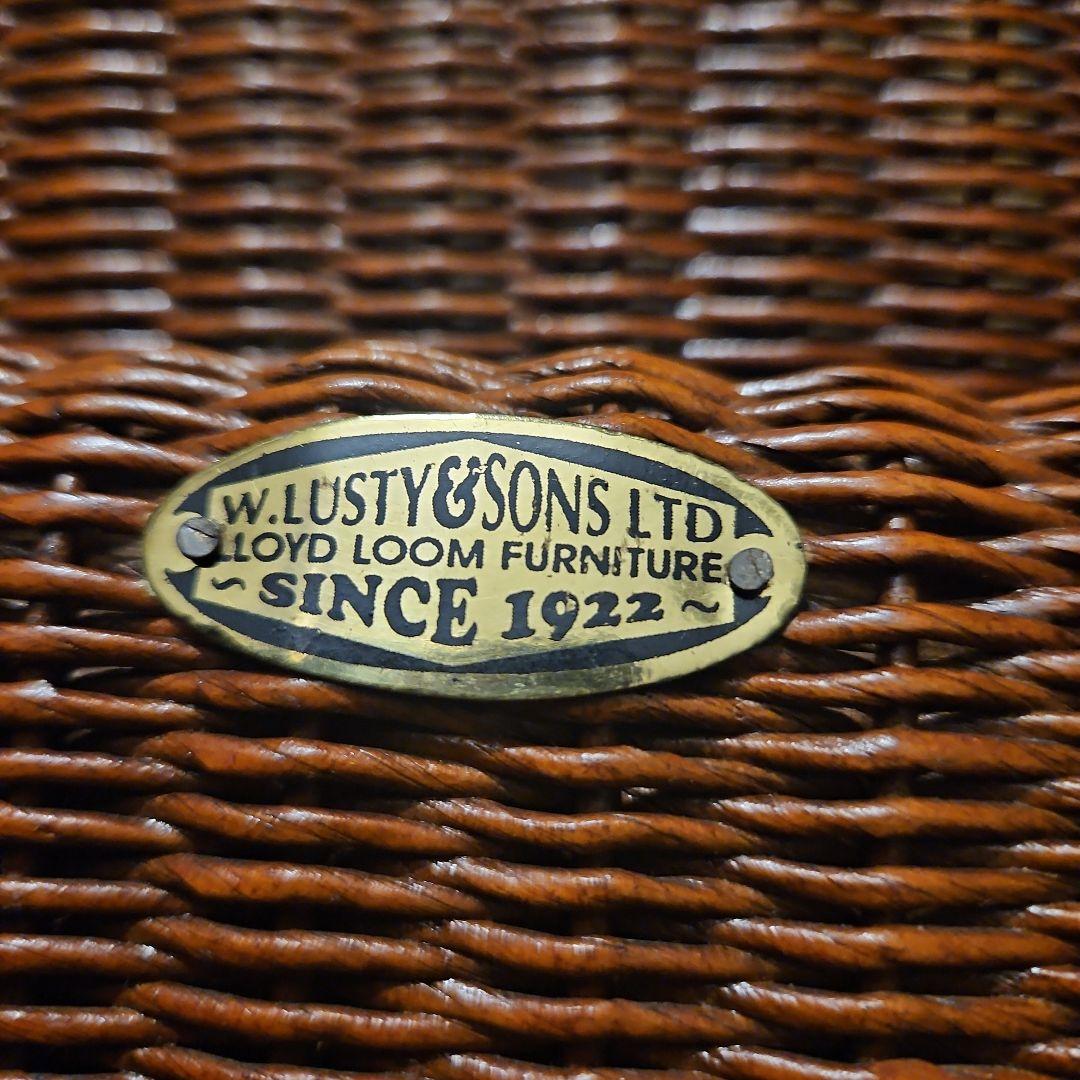 W.LUSTY&SONS LTD
LLOYD LOOM FURNITURE
~ SINCE 1922 ~